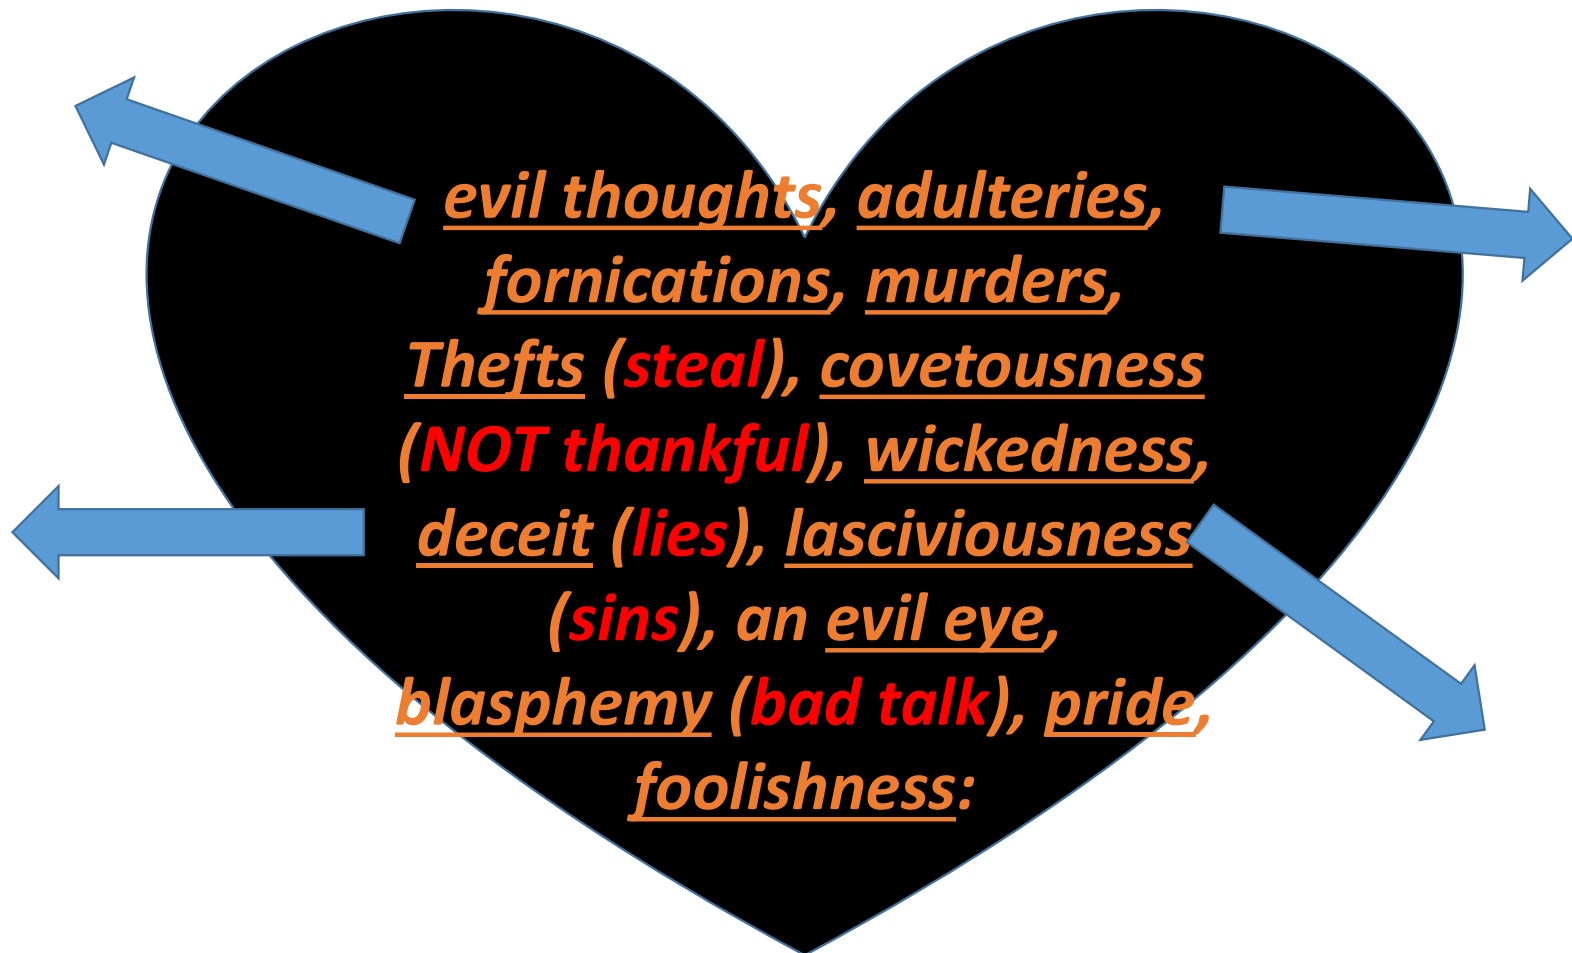 evil thoughts, adulteries,
fornications, murders,
Thefts (steal), covetousness
(NOT thankful), wickedness,
deceit (lies), lasciviousness
(sins), an evil eye,
blasphemy (bad talk), pride,
foolishness: